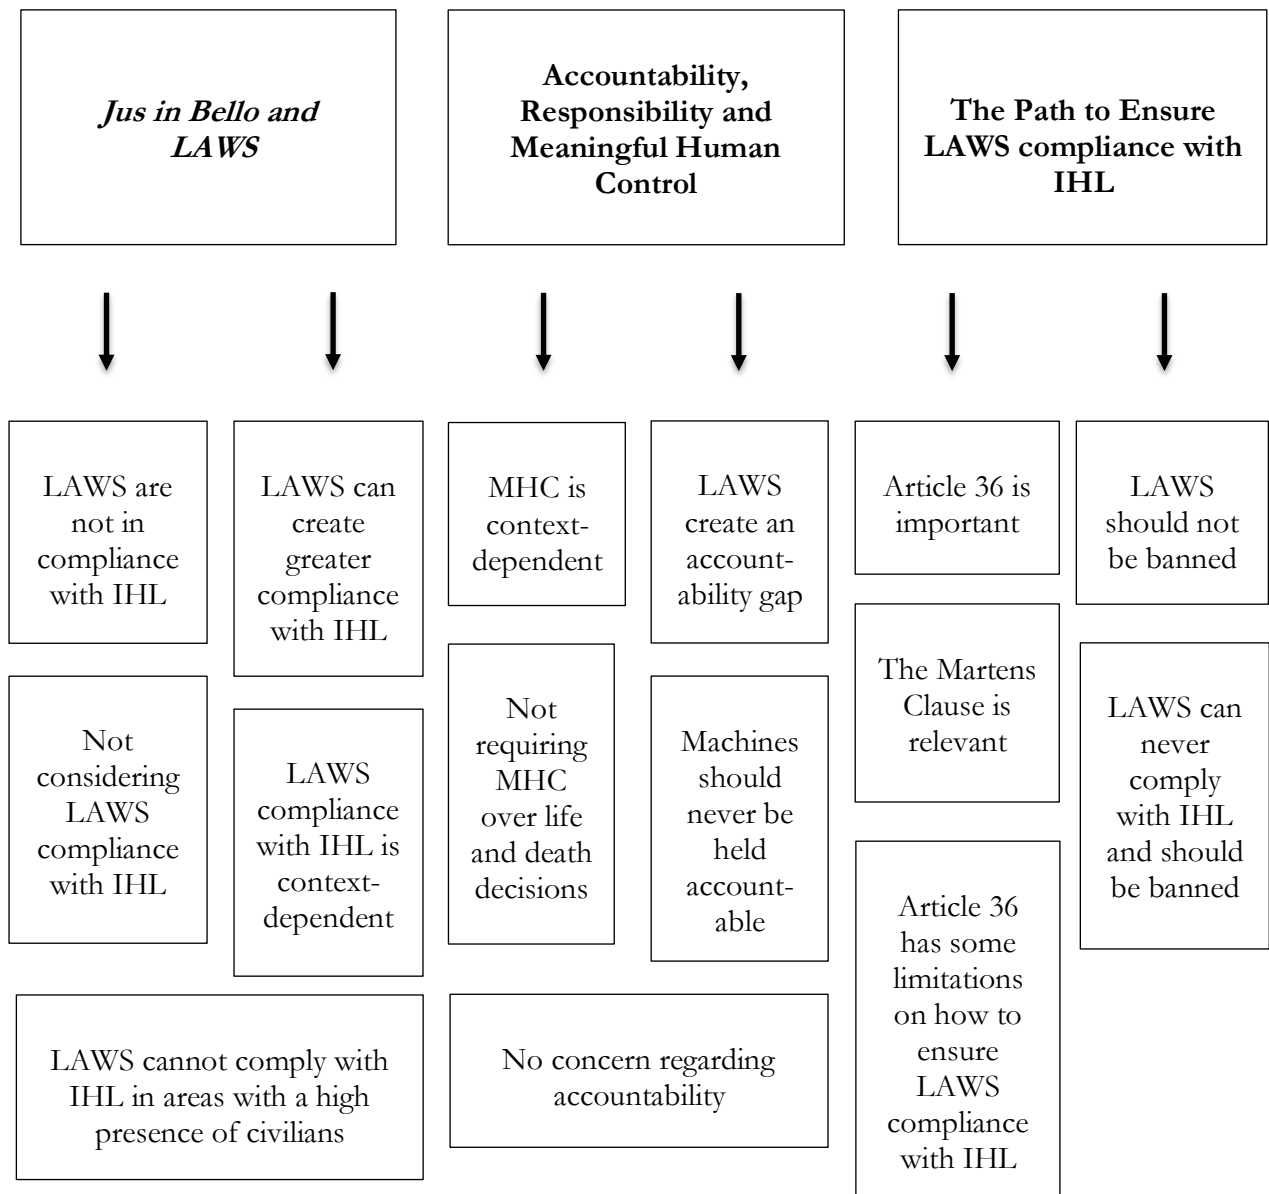 Jus in Bello and
LAWS
Accountability,
Responsibility and
Meaningful Human
Control
The Path to Ensure
LAWS compliance with
IHL
LAWS are
not in
compliance
with IHL
LAWS can
create
greater
compliance
with IHL
MHC is
context-
dependent
LAWS
create an
account-
ability gap
Article 36 is
important
LAWS
should not
be banned
Not
considering
LAWS
compliance
with IHL
LAWS
compliance
with IHL is
context-
dependent
Not
requiring
MHC
over life
and death
decisions
Machines
should
never be
held
account-
able
The Martens
Clause is
relevant
LAWS can
never
comply
with IHL
and should
be banned
LAWS cannot comply with
IHL in areas with a high
presence of civilians
No concern regarding
accountability
Article 36
has some
limitations
on how to
ensure
LAWS
compliance
with IHL